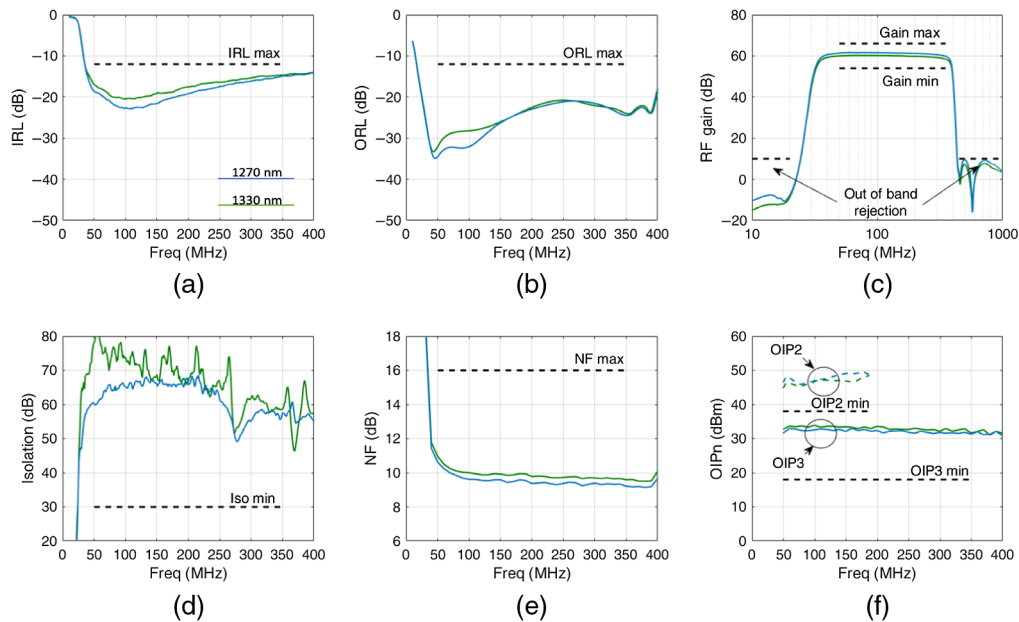 IRL (dB)
0
−10
−20
−30
−40
−50
IRL max
1270 nm
1330 nm
0 50 100 150 200 250 300 350 400
Freq (MHz)
(a)
ORL (dB)
0
−10
−20
−30
−40
−50
ORL max
0 50 100 150 200 250 300 350 400
Freq (MHz)
(b)
RF gain (dB)
80
60
40
20
0
−20
Gain max
Gain min
Out of band
rejection
10 100 1000
Freq (MHz)
(c)
Isolation (dB)
80
70
60
50
40
30
20
Iso min
0 50 100 150 200 250 300 350 400
Freq (MHz)
(d)
NF (dB)
18
16
14
12
10
8
6
NF max
0 50 100 150 200 250 300 350 400
Freq (MHz)
(e)
OIPn (dBm)
60
50
40
30
20
10
0
OIP2
OIP2 min
OIP3
OIP3 min
0 50 100 150 200 250 300 350 400
Freq (MHz)
(f)